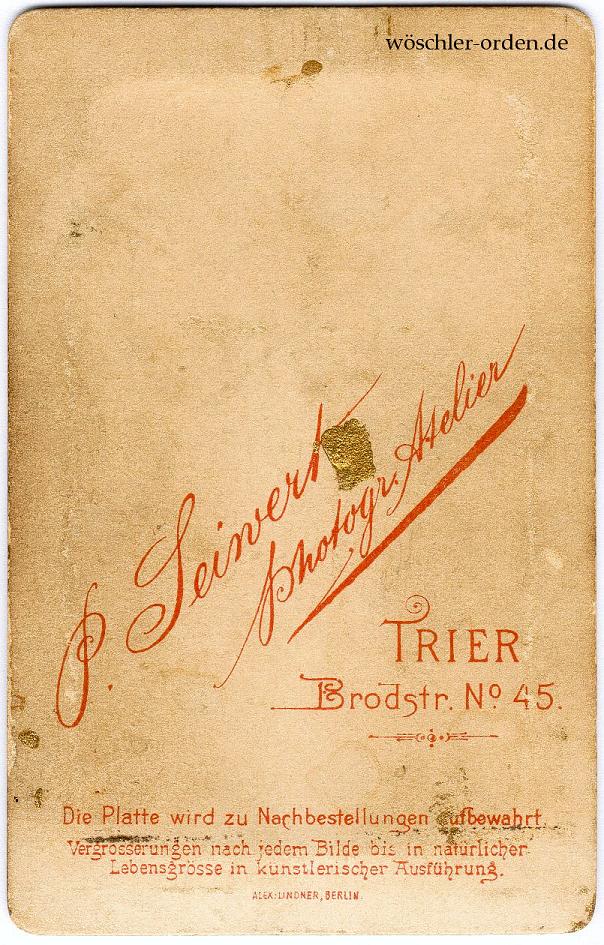 wöschler-orden.de
P. Seiwert
photogr. Atelier
TRIER
Brodstr. No 45.
Die Platte wird zu Nachbestellungen aufbewahrt.
Vergrösserungen nach jedem Bilde bis in natürlicher
Lebensgrösse in künstlerischer Ausführung.
ALEX: LINDNER, BERLIN.